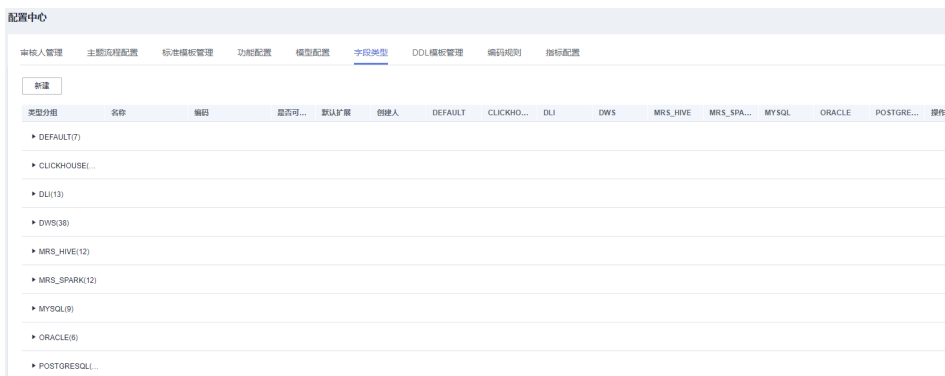 配置中心
审核人管理 主题流程配置 标准模板管理 功能配置 模型配置 字段类型 DDL模板管理 编码规则 指标配置
新建
类型分组 名称 编码 是否可... 默认扩展 创建人 DEFAULT CLICKHO... DLI DWS MRS_HIVE MRS_SPA... MYSQL ORACLE POSTGRE... 操作
DEFAULT(7)
CLICKHOUSE(...
DLI(13)
DWS(38)
MRS_HIVE(12)
MRS_SPARK(12)
MYSQL(9)
ORACLE(6)
POSTGRESQL(...